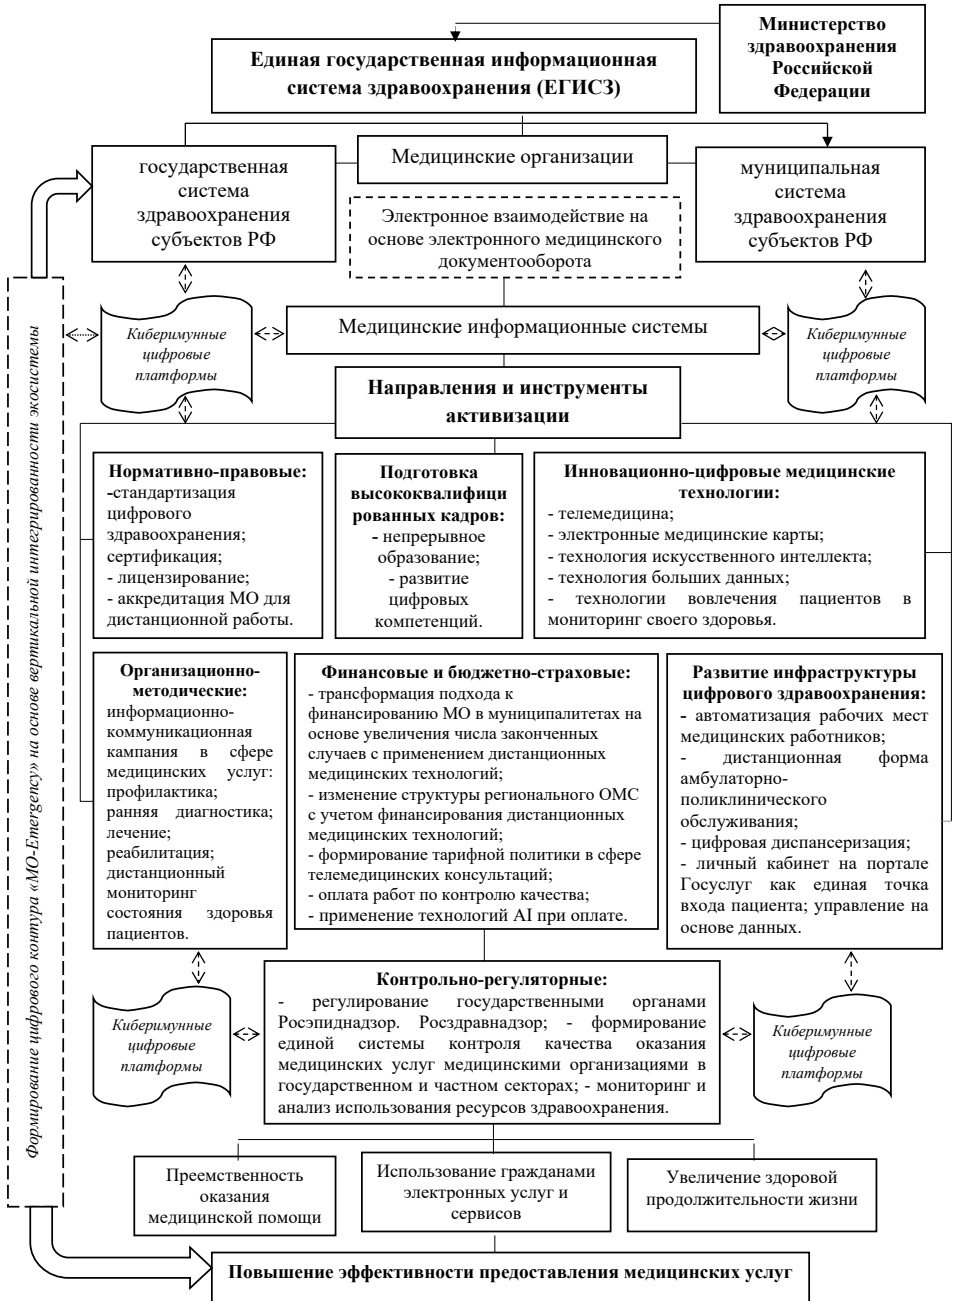 Министерство
здравоохранения
Российской
Федерации
Единая государственная информационная
система здравоохранения (ЕГИСЗ)
государственная
система
здравоохранения
субъектов РФ
Медицинские организации
муниципальная
система
здравоохранения
субъектов РФ
Электронное взаимодействие на
основе электронного медицинского
документооборота
Формирование цифрового контура «MO-Emergency» на основе вертикальной интегрированности экосистемы
Киберимунные
цифровые
платформы
Медицинские информационные системы
Киберимунные
цифровые
платформы
Направления и инструменты
активизации
Нормативно-правовые:
-стандартизация
цифрового
здравоохранения;
сертификация;
- лицензирование;
- аккредитация МО для
дистанционной работы.
Подготовка
высококвалифици
рованных кадров:
- непрерывное
образование;
- развитие
цифровых
компетенций.
Инновационно-цифровые медицинские
технологии:
- телемедицина;
- электронные медицинские карты;
- технология искусственного интеллекта;
- технология больших данных;
- технологии вовлечения пациентов в
мониторинг своего здоровья.
Организационно-
методические:
информационно-
коммуникационная
кампания в сфере
медицинских услуг:
профилактика;
ранняя диагностика;
лечение;
реабилитация;
дистанционный
мониторинг
состояния здоровья
пациентов.
Финансовые и бюджетно-страховые:
- трансформация подхода к
финансированию МО в муниципалитетах на
основе увеличения числа законченных
случаев с применением дистанционных
медицинских технологий;
- изменение структуры регионального ОМС
с учетом финансирования дистанционных
медицинских технологий;
- формирование тарифной политики в сфере
телемедицинских консультаций;
- оплата работ по контролю качества;
- применение технологий AI при оплате.
Развитие инфраструктуры
цифрового здравоохранения:
- автоматизация рабочих мест
медицинских работников;
- дистанционная форма
амбулаторно-
поликлинического
обслуживания;
- цифровая диспансеризация;
- личный кабинет на портале
Госуслуг как единая точка
входа пациента; управление на
основе данных.
Киберимунные
цифровые
платформы
Контрольно-регуляторные:
- регулирование государственными органами
Росэпиднадзор. Росздравнадзор; - формирование
единой системы контроля качества оказания
медицинских услуг медицинскими организациями в
государственном и частном секторах; - мониторинг и
анализ использования ресурсов здравоохранения.
Киберимунные
цифровые
платформы
Преемственность
оказания
медицинской помощи
Использование гражданами
электронных услуг и
сервисов
Увеличение здоровой
продолжительности жизни
Повышение эффективности предоставления медицинских услуг